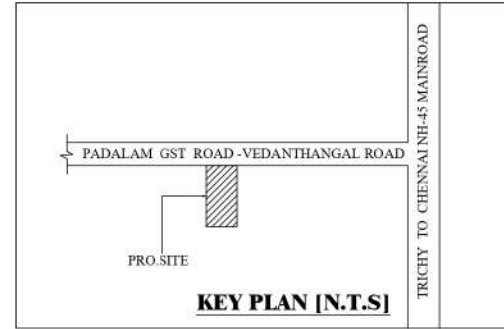 PADALAM GST ROAD-VEDANTHANGAL ROAD
TRICHY TO CHENNAI NH-45 MAINROAD
PRO.SITE
KEY PLAN [N.T.S]